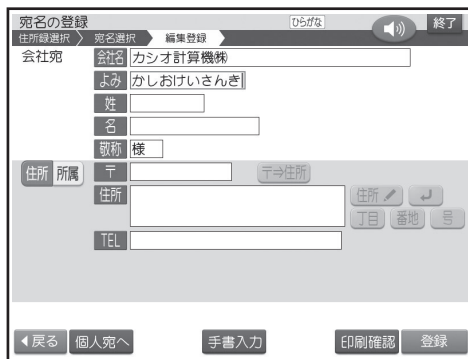 宛名の登録 ひらがな 終了
住所録選択 宛名選択 編集登録
会社宛 会社名 カシオ計算機㈱
よみ かしおけいさんき
姓
名
敬称 様
住所 所属 〒 〒⇒住所
住所 住所
丁目 番地 号
TEL
戻る 個人宛へ 手書入力 印刷確認 登録